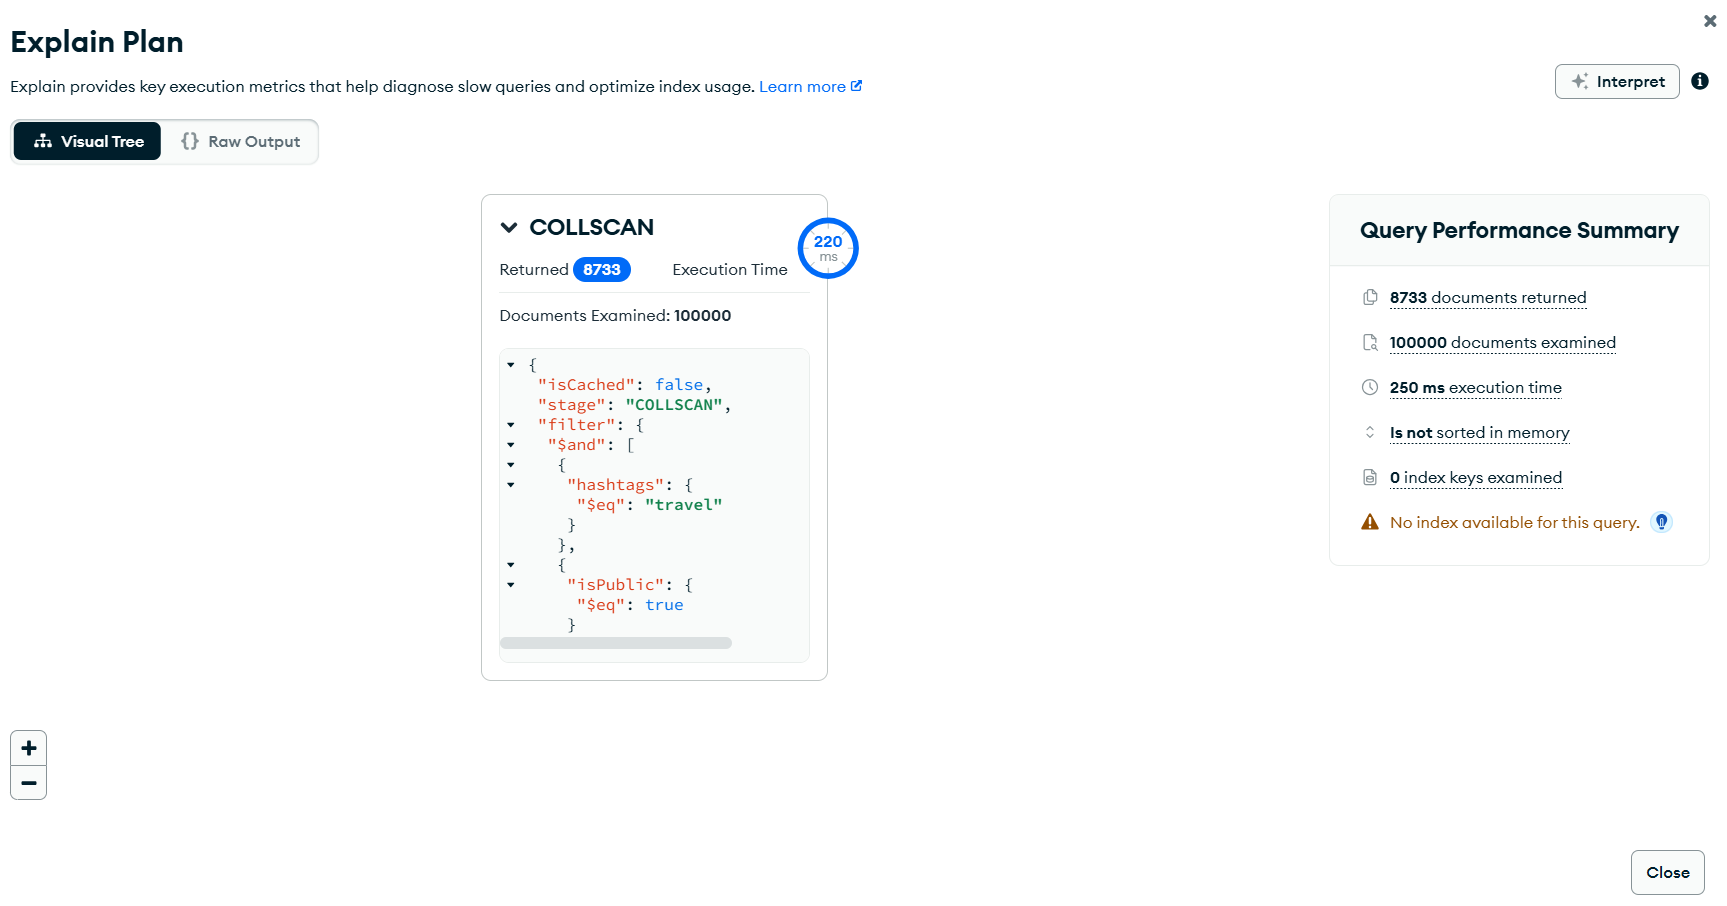 Explain Plan
Explain provides key execution metrics that help diagnose slow queries and optimize index usage. Learn more
Interpret
Visual Tree
{} Raw Output
COLLSCAN
220
ms
Returned 8733 Execution Time
Documents Examined: 100000
{
"isCached": false,
"stage": "COLLSCAN",
"filter": {
"$and": [
{
"hashtags": {
"$eq": "travel"
}
},
{
"isPublic": {
"$eq": true
}
Query Performance Summary
8733 documents returned
100000 documents examined
250 ms execution time
Is not sorted in memory
0 index keys examined
No index available for this query.
+
−
Close